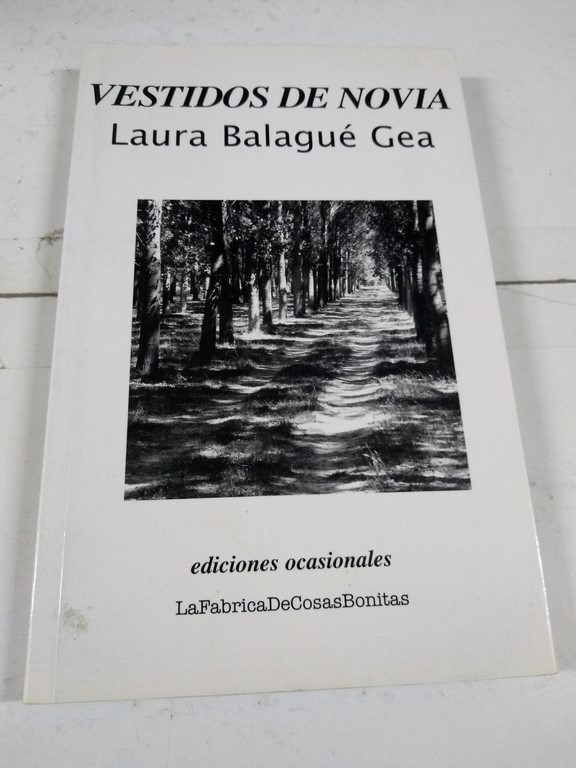 VESTIDOS DE NOVIA
Laura Balagué Gea
ediciones ocasionales
LaFabricaDeCosasBonitas